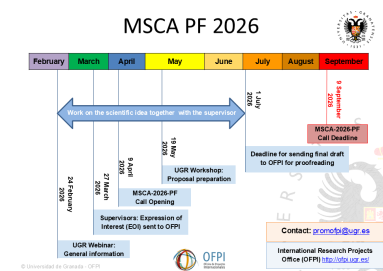 MSCA PF 2026
February March April May June July August September
Work on the scientific idea together with the supervisor
24 February
2026
27 March
2026
9 April
2026
19 May
2026
1 July
2026
9 September
2026
MSCA-2026-PF
Call Deadline
Deadline for sending final draft
to OFPI for proofreading
UGR Workshop:
Proposal preparation
MSCA-2026-PF
Call Opening
Supervisors: Expression of
Interest (EOI) sent to OFPI
UGR Webinar:
General information
Contact: promofpi@ugr.es
International Research Projects
Office (OFPI) http://ofpi.ugr.es/
OFPI
© Universidad de Granada - OFPI